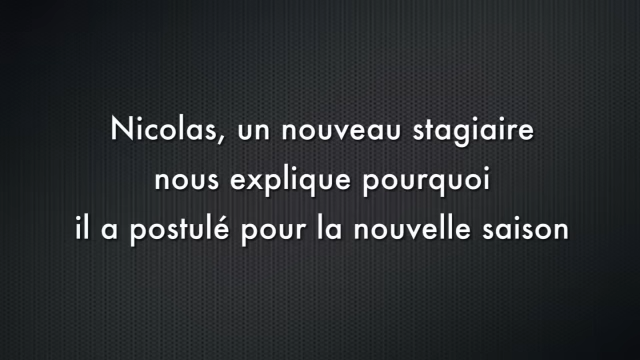 Nicolas, un nouveau stagiaire
nous explique pourquoi
il a postulé pour la nouvelle saison